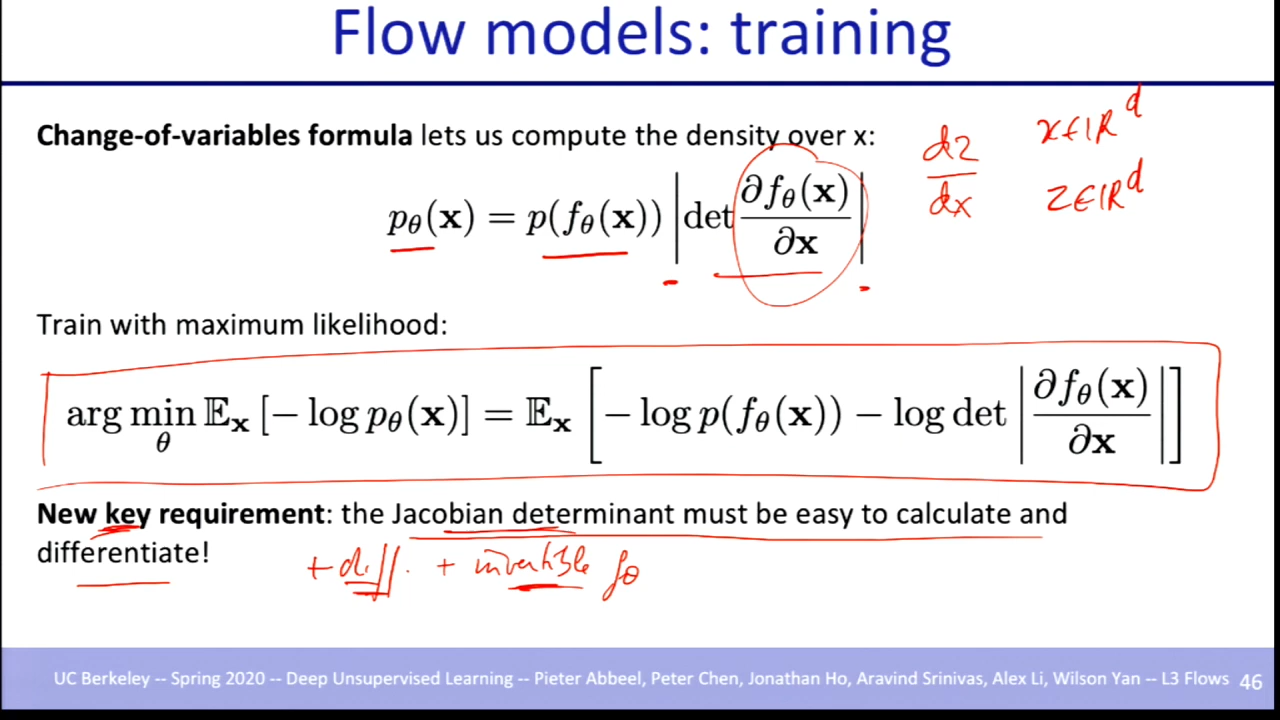 Flow models: training
Change-of-variables formula lets us compute the density over x:
dz/dx
x∈ℝ^d
z∈ℝ^d
p_θ(x) = p(f_θ(x)) |det ∂f_θ(x)/∂x|
Train with maximum likelihood:
arg min_θ 𝔼_x [− log p_θ(x)] = 𝔼_x [− log p(f_θ(x)) − log det |∂f_θ(x)/∂x|]
New key requirement: the Jacobian determinant must be easy to calculate and
differentiate!
+ diff. + invertible f_θ
UC Berkeley -- Spring 2020 -- Deep Unsupervised Learning -- Pieter Abbeel, Peter Chen, Jonathan Ho, Aravind Srinivas, Alex Li, Wilson Yan -- L3 Flows 46